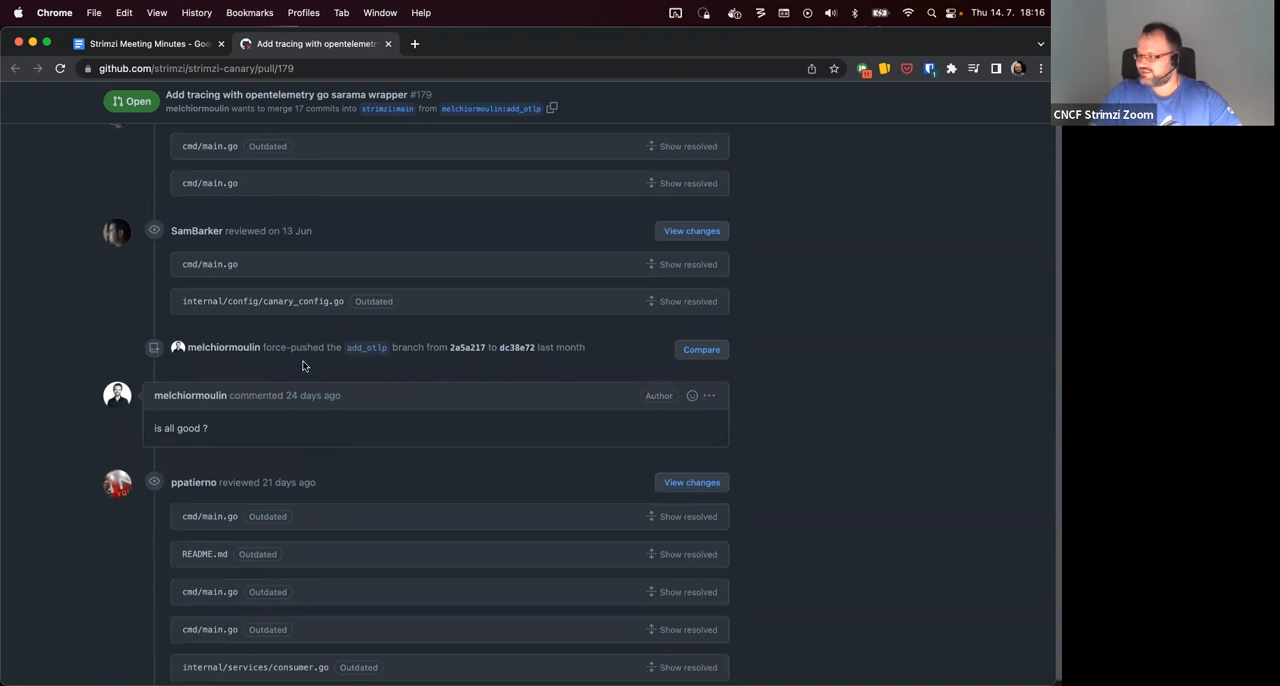 Chrome File Edit View History Bookmarks Profiles Tab Window Help Thu 14. 7. 18:16
Strimzi Meeting Minutes - Goo
Add tracing with opentelemetr
github.com/strimzi/strimzi-canary/pull/179
Open
Add tracing with opentelemetry go sarama wrapper #179
melchiormoulin wants to merge 17 commits into strimzi:main from melchiormoulin:add_otlp
CNCF Strimzi Zoom
cmd/main.go Outdated Show resolved
cmd/main.go Show resolved
SamBarker reviewed on 13 Jun View changes
cmd/main.go Show resolved
internal/config/canary_config.go Outdated Show resolved
melchiormoulin force-pushed the add_otlp branch from 2a5a217 to dc38e72 last month Compare
melchiormoulin commented 24 days ago Author
is all good ?
ppatierno reviewed 21 days ago View changes
cmd/main.go Outdated Show resolved
README.md Outdated Show resolved
cmd/main.go Outdated Show resolved
cmd/main.go Outdated Show resolved
internal/services/consumer.go Outdated Show resolved